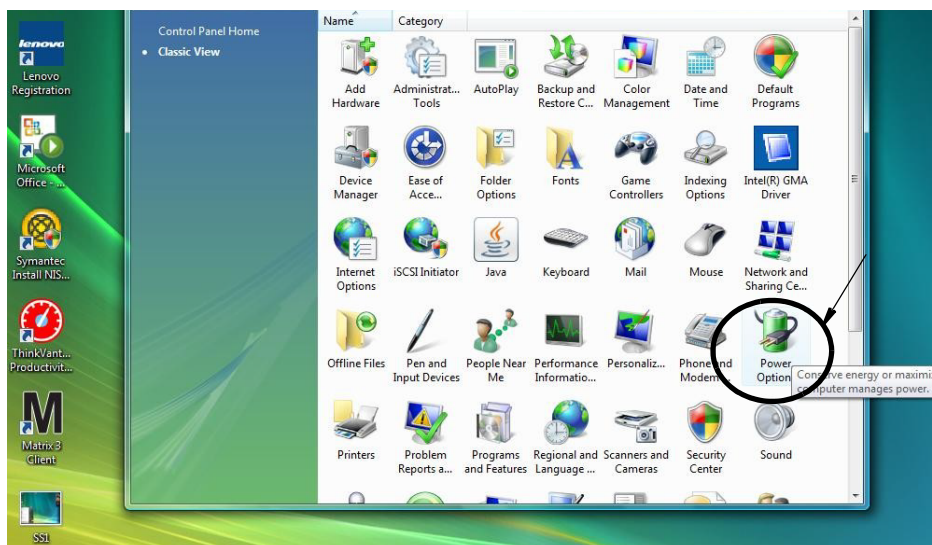 lenovo
Lenovo
Registration
Microsoft
Office - ...
Symantec
Install NIS...
ThinkVant...
Productivit...
M
Matrix 3
Client
SS1
Control Panel Home
• Classic View
Name Category
Add
Hardware
Administrat...
Tools
AutoPlay
Backup and
Restore C...
Color
Management
Date and
Time
Default
Programs
Device
Manager
Ease of
Acce...
Folder
Options
Fonts
Game
Controllers
Indexing
Options
Intel(R) GMA
Driver
Internet
Options
iSCSI Initiator
Java
Keyboard
Mail
Mouse
Network and
Sharing Ce...
Offline Files
Pen and
Input Devices
People Near
Me
Performance
Informatio...
Personaliz...
Phone and
Modem...
Power
Option
Conserve energy or maximi
computer manages power.
Printers
Problem
Reports a...
Programs
and Features
Regional and
Language ...
Scanners and
Cameras
Security
Center
Sound